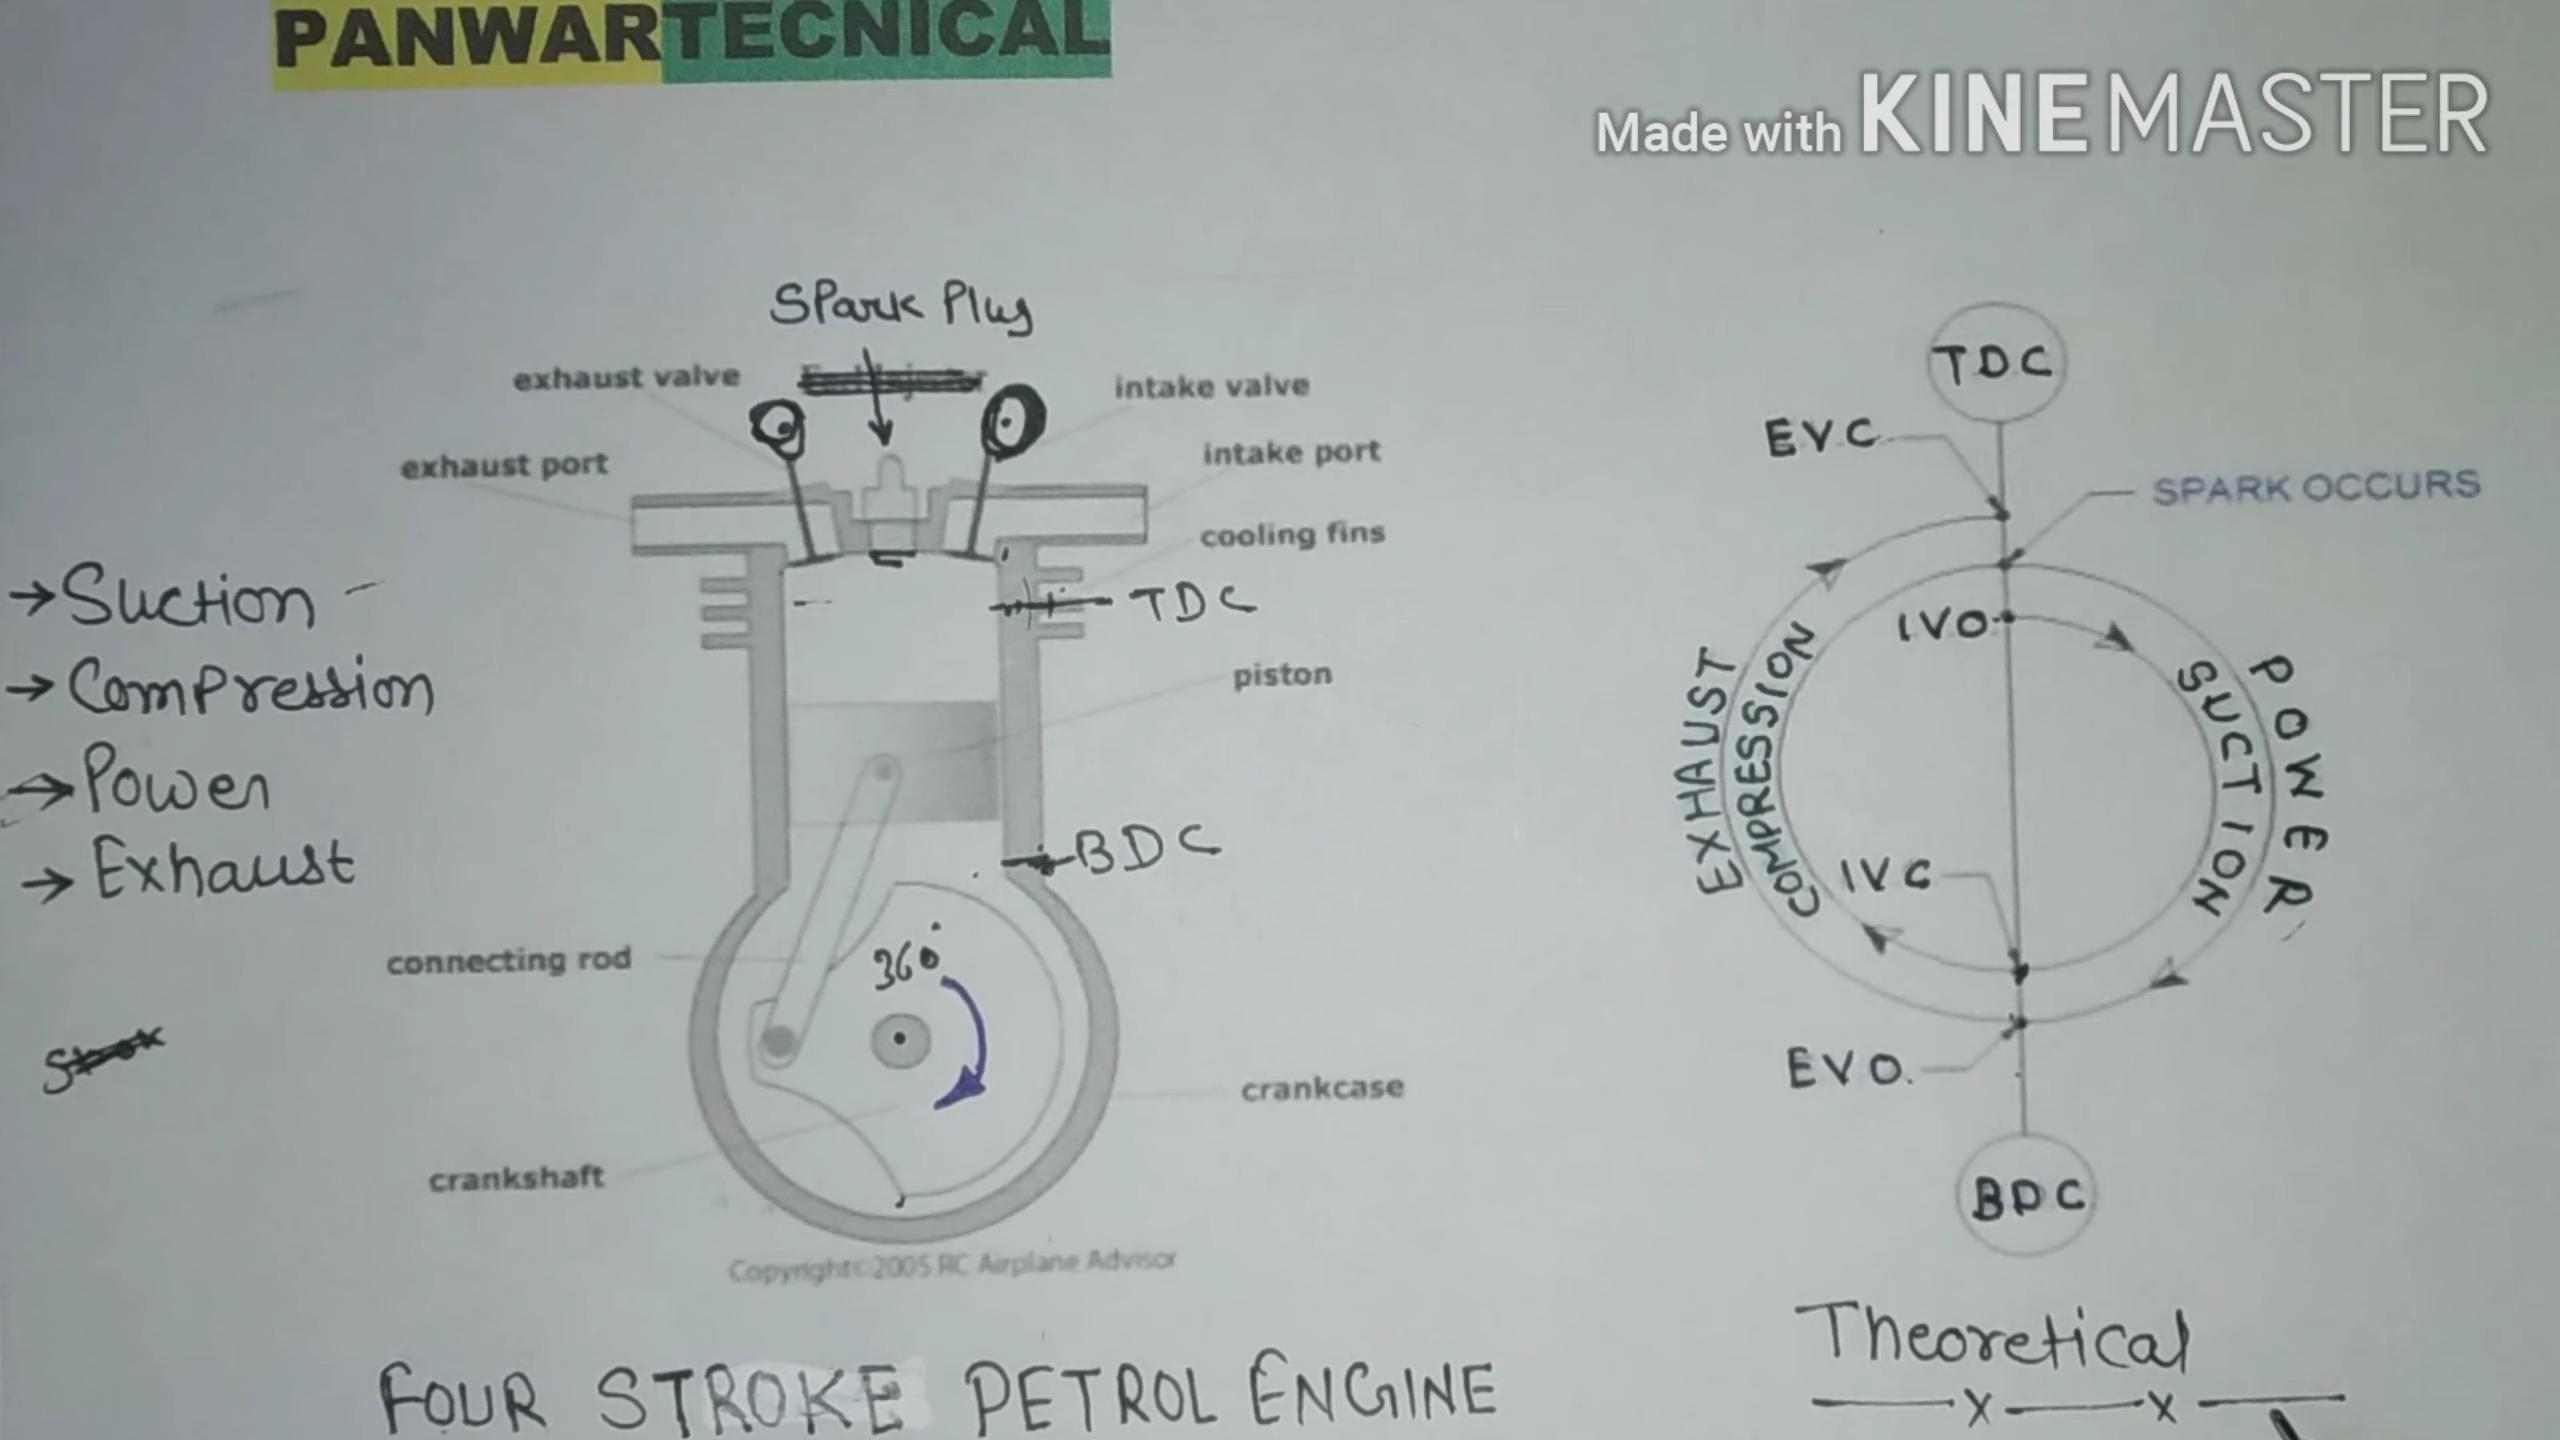 PANWARTECNICAL
Made with KINEMASTER
Spark Plug
exhaust valve
intake valve
exhaust port
intake port
cooling fins
TDC
piston
BDC
connecting rod
360°
crankcase
crankshaft
Copyright©2005 RC Airplane Advisor
FOUR STROKE PETROL ENGINE
→ Suction
→ Compression
→ Power
→ Exhaust
TDC
EVC
SPARK OCCURS
IVO
EXHAUST
COMPRESSION
SUCTION
POWER
IVC
EVO.
BDC
Theoretical